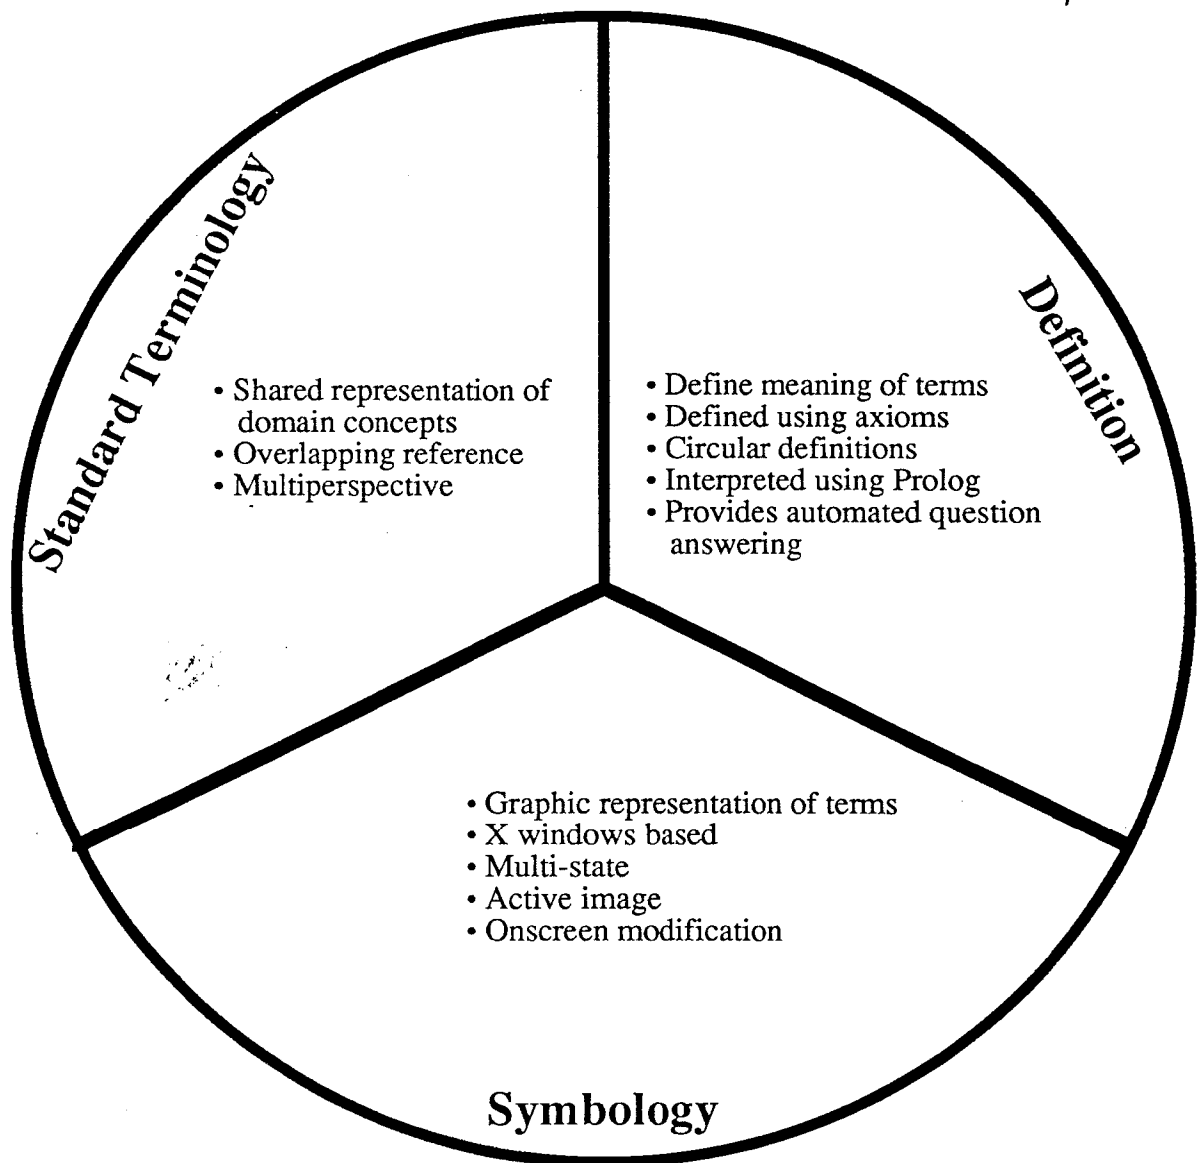 Standard Terminology
• Shared representation of
domain concepts
• Overlapping reference
• Multiperspective
Definition
• Define meaning of terms
• Defined using axioms
• Circular definitions
• Interpreted using Prolog
• Provides automated question
answering
• Graphic representation of terms
• X windows based
• Multi-state
• Active image
• Onscreen modification
Symbology